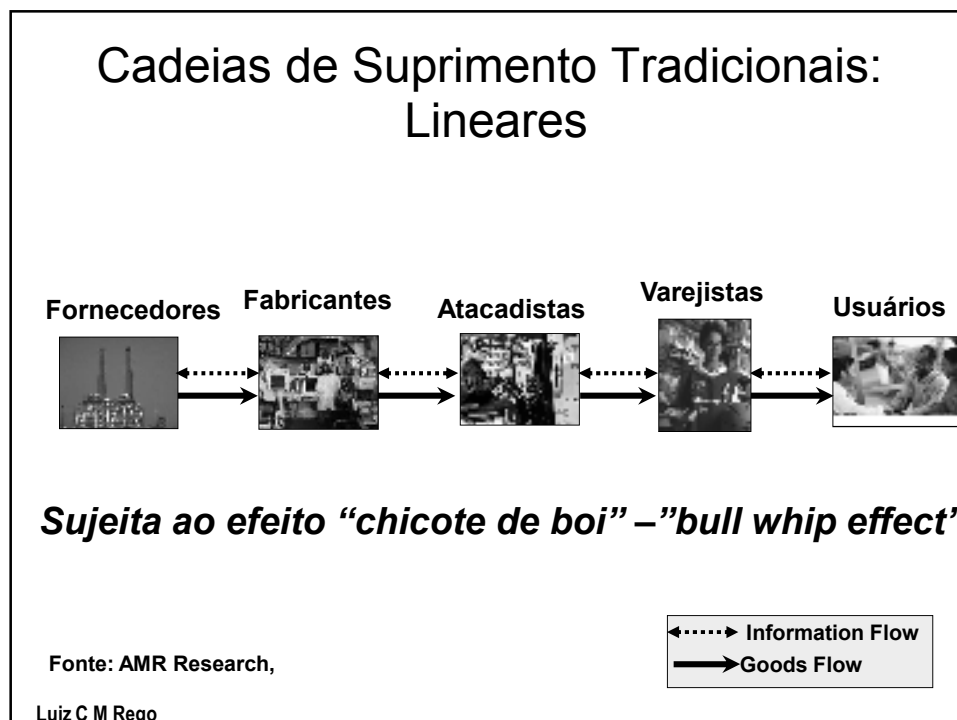 Cadeias de Suprimento Tradicionais:
Lineares
Fornecedores
Fabricantes
Atacadistas
Varejistas
Usuários
Sujeita ao efeito “chicote de boi” –”bull whip effect”
Information Flow
Goods Flow
Fonte: AMR Research,
Luiz C M Rego